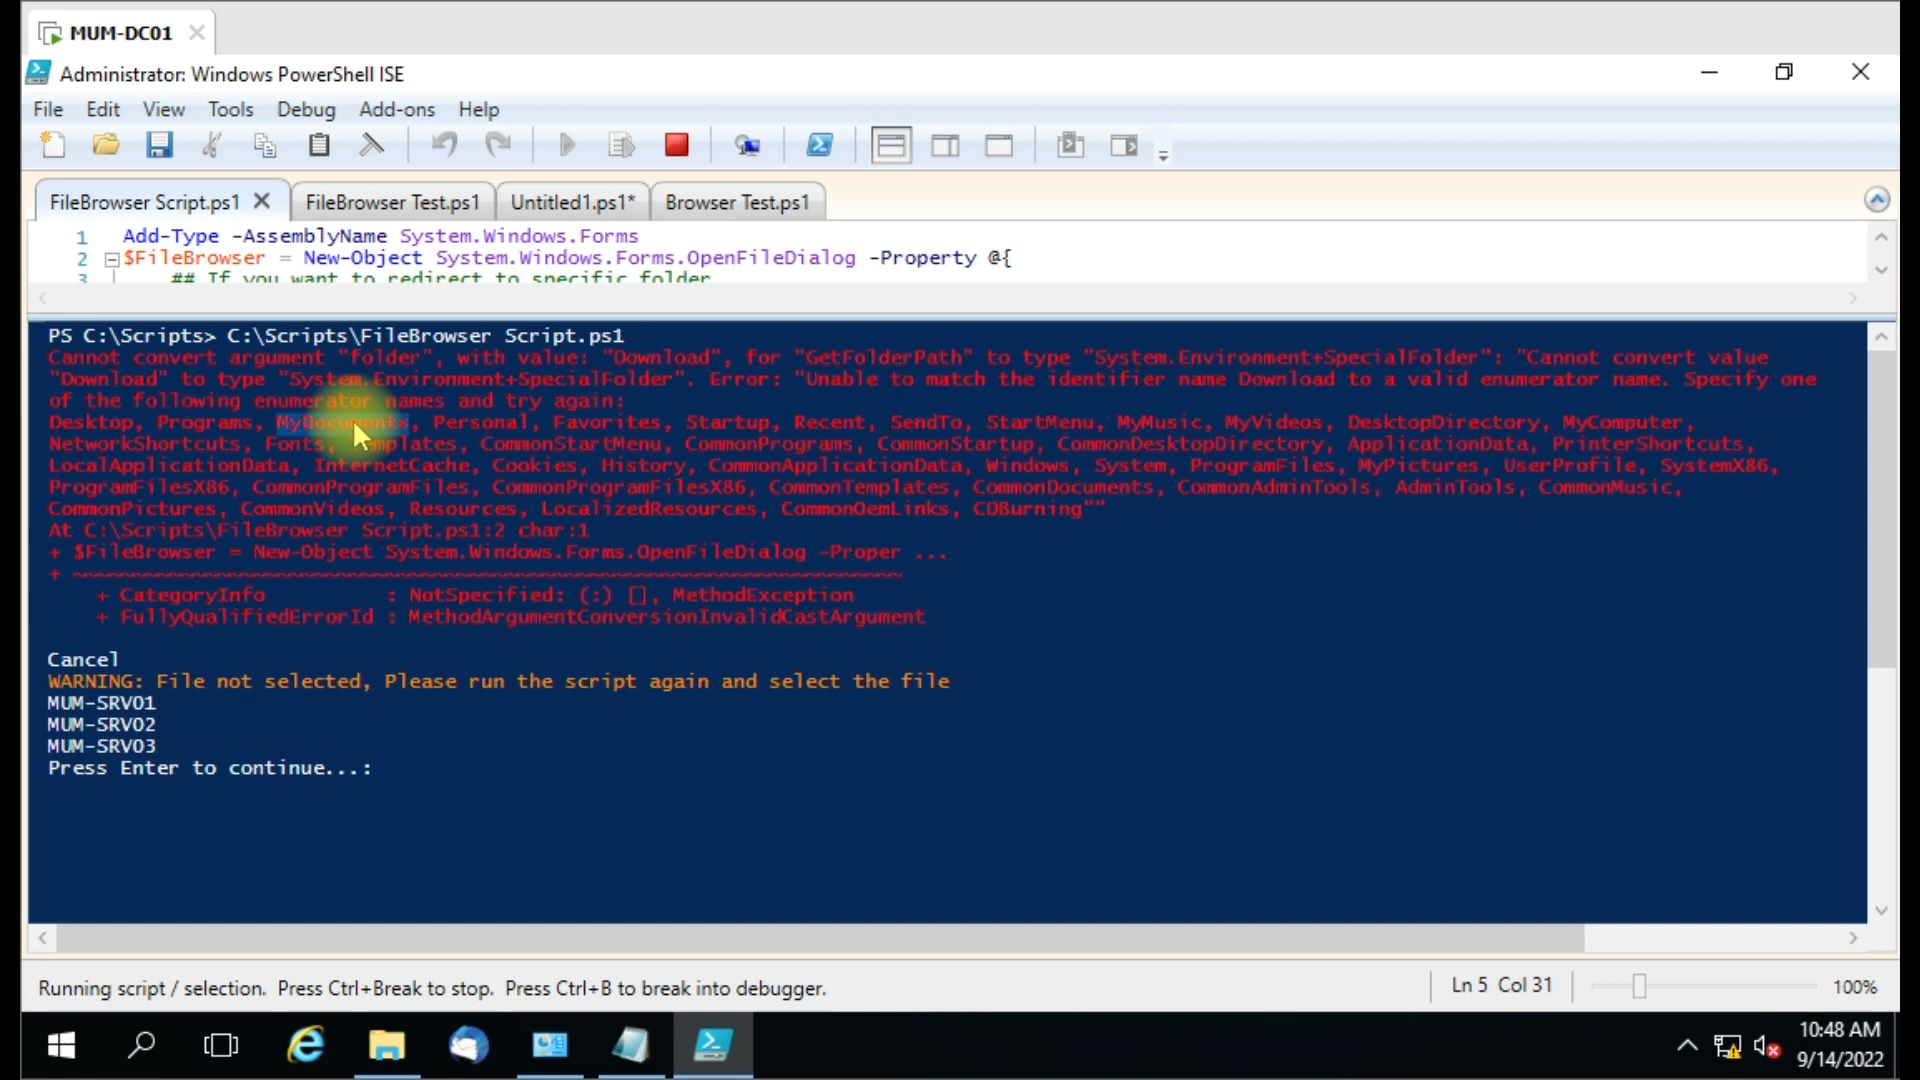 MUM-DC01
Administrator: Windows PowerShell ISE
File Edit View Tools Debug Add-ons Help
FileBrowser Script.ps1 FileBrowser Test.ps1 Untitled1.ps1* Browser Test.ps1
1 Add-Type -AssemblyName System.Windows.Forms
2 $FileBrowser = New-Object System.Windows.Forms.OpenFileDialog -Property @{
3 ## If you want to redirect to specific folder
PS C:\Scripts> C:\Scripts\FileBrowser Script.ps1
Cannot convert argument "folder", with value: "Download", for "GetFolderPath" to type "System.Environment+SpecialFolder": "Cannot convert value
"Download" to type "System.Environment+SpecialFolder". Error: "Unable to match the identifier name Download to a valid enumerator name. Specify one
of the following enumerator names and try again:
Desktop, Programs, MyDocuments, Personal, Favorites, Startup, Recent, SendTo, StartMenu, MyMusic, MyVideos, DesktopDirectory, MyComputer,
NetworkShortcuts, Fonts, Templates, CommonStartMenu, CommonPrograms, CommonStartup, CommonDesktopDirectory, ApplicationData, PrinterShortcuts,
LocalApplicationData, InternetCache, Cookies, History, CommonApplicationData, Windows, System, ProgramFiles, MyPictures, UserProfile, SystemX86,
ProgramFilesX86, CommonProgramFiles, CommonProgramFilesX86, CommonTemplates, CommonDocuments, CommonAdminTools, AdminTools, CommonMusic,
CommonPictures, CommonVideos, Resources, LocalizedResources, CommonOemLinks, CDBurning""
At C:\Scripts\FileBrowser Script.ps1:2 char:1
+ $FileBrowser = New-Object System.Windows.Forms.OpenFileDialog -Proper ...
+ ~~~~~~~~~~~~~~~~~~~~~~~~~~~~~~~~~~~~~~~~~~~~~~~~~~~~~~~~~~~~~~~~~~~~~
+ CategoryInfo : NotSpecified: (:) [], MethodException
+ FullyQualifiedErrorId : MethodArgumentConversionInvalidCastArgument
Cancel
WARNING: File not selected, Please run the script again and select the file
MUM-SRV01
MUM-SRV02
MUM-SRV03
Press Enter to continue...:
Running script / selection. Press Ctrl+Break to stop. Press Ctrl+B to break into debugger.
Ln 5 Col 31
100%
10:48 AM
9/14/2022